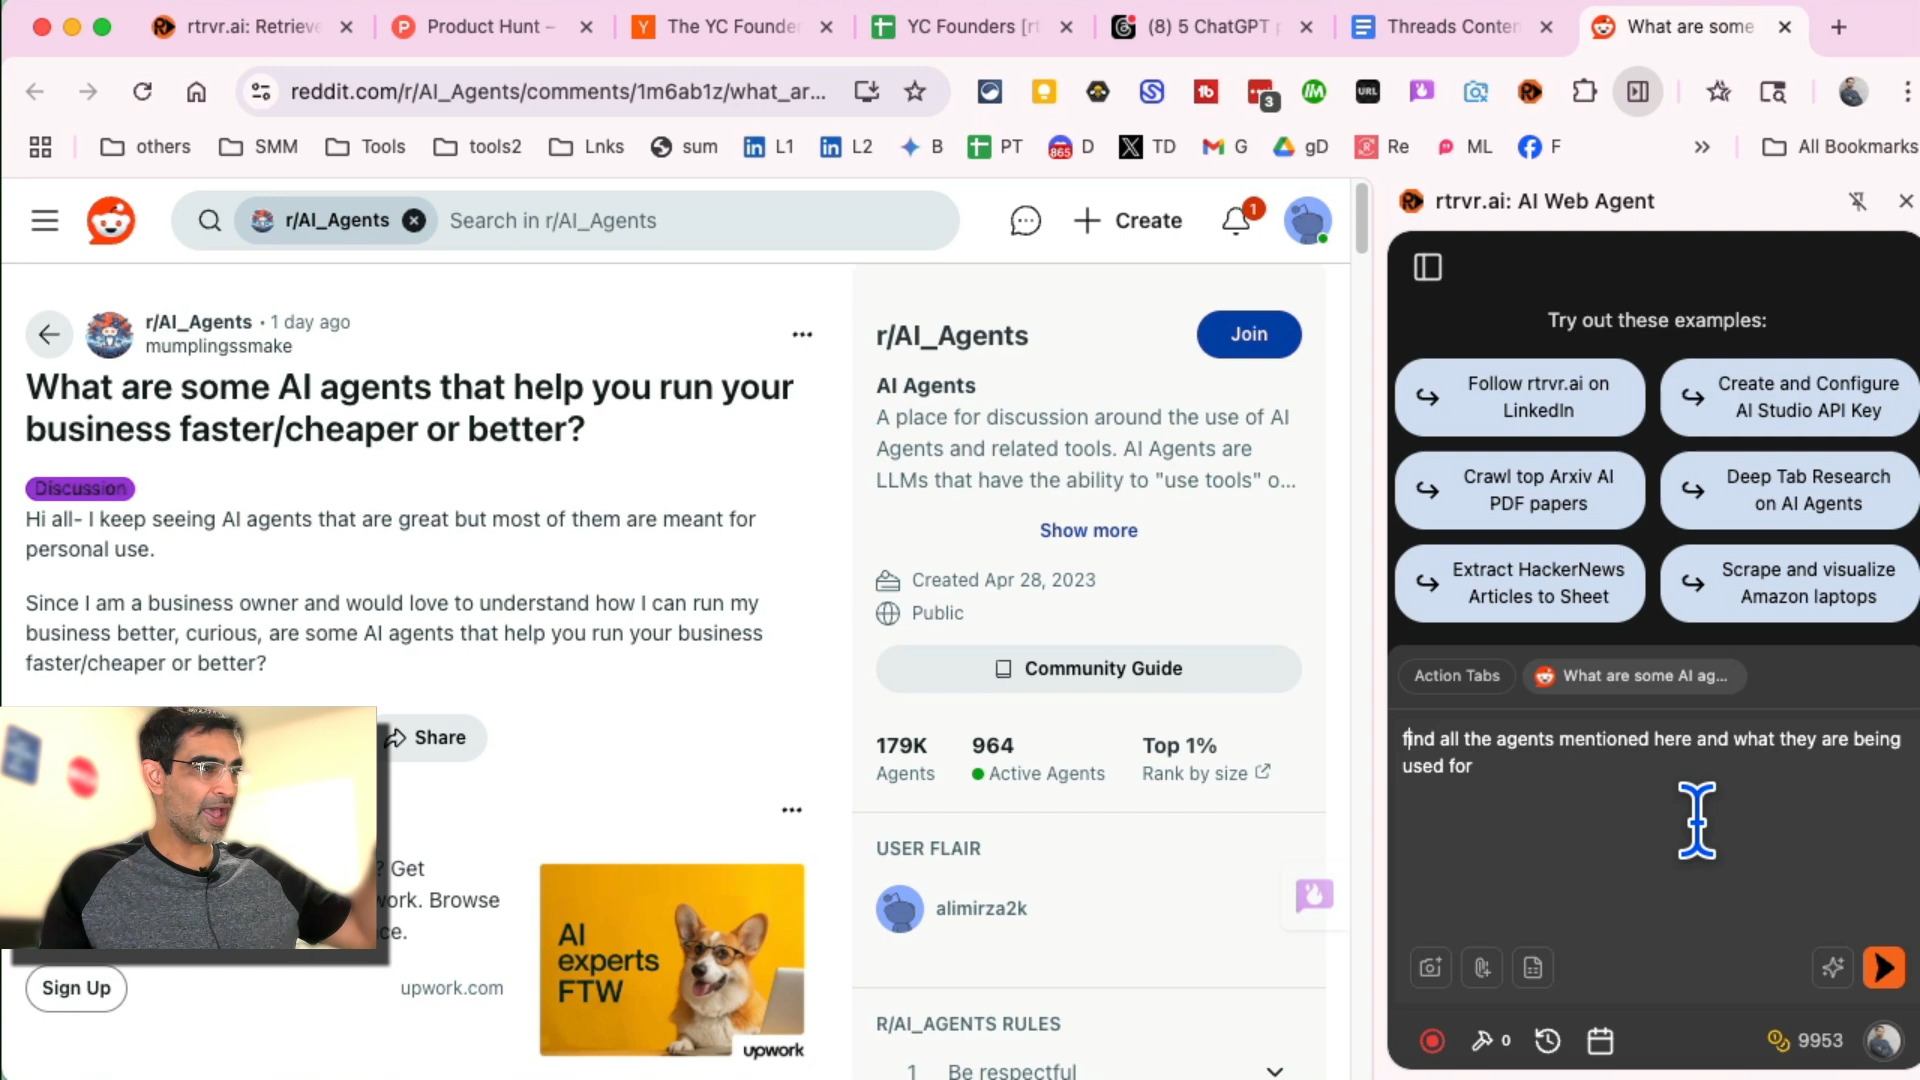 rtrvr.ai: Retrieve
Product Hunt –
The YC Founde
YC Founders [rt
(8) 5 ChatGPT p
Threads Conten
What are some
reddit.com/r/AI_Agents/comments/1m6ab1z/what_ar...
3
URL
others
SMM
Tools
tools2
Lnks
sum
L1
L2
B
PT
865
D
TD
G
gD
Re
ML
F
All Bookmarks
r/AI_Agents
Search in r/AI_Agents
Create
1
r/AI_Agents • 1 day ago
mumplingssmake
What are some AI agents that help you run your
business faster/cheaper or better?
Discussion
Hi all- I keep seeing AI agents that are great but most of them are meant for
personal use.
Since I am a business owner and would love to understand how I can run my
business better, curious, are some AI agents that help you run your business
faster/cheaper or better?
Share
? Get
work. Browse
ce.
Sign Up
upwork.com
AI
experts
FTW
upwork
r/AI_Agents
Join
AI Agents
A place for discussion around the use of AI
Agents and related tools. AI Agents are
LLMs that have the ability to "use tools" o...
Show more
Created Apr 28, 2023
Public
Community Guide
179K
Agents
964
Active Agents
Top 1%
Rank by size
USER FLAIR
alimirza2k
R/AI_AGENTS RULES
1 Be respectful
rtrvr.ai: AI Web Agent
Try out these examples:
Follow rtrvr.ai on
LinkedIn
Create and Configure
AI Studio API Key
Crawl top Arxiv AI
PDF papers
Deep Tab Research
on AI Agents
Extract HackerNews
Articles to Sheet
Scrape and visualize
Amazon laptops
Action Tabs
What are some AI ag...
find all the agents mentioned here and what they are being
used for
0
9953